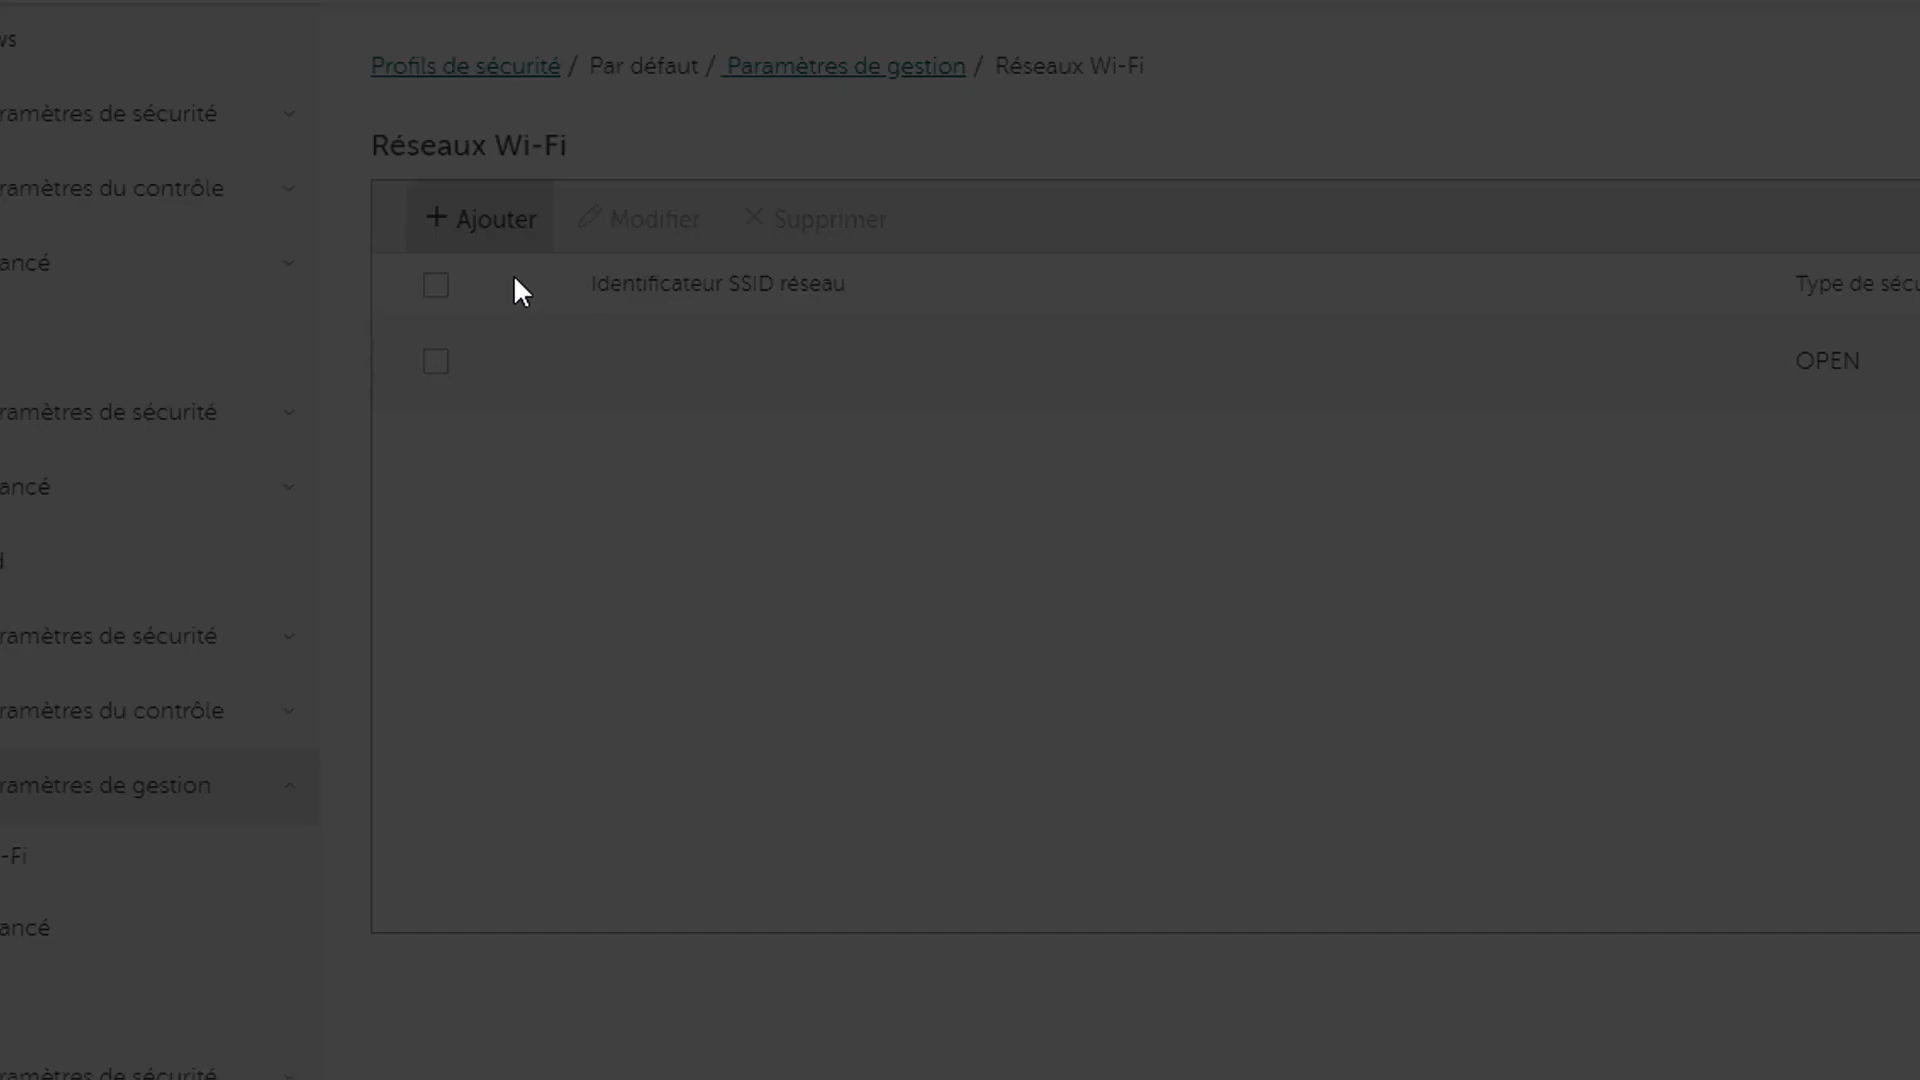 ws
ramètres de sécurité
ramètres du contrôle
ancé
ramètres de sécurité
ancé
d
ramètres de sécurité
ramètres du contrôle
ramètres de gestion
-Fi
ancé
ramètres de sécurité
Profils de sécurité / Par défaut / Paramètres de gestion / Réseaux Wi-Fi
Réseaux Wi-Fi
+ Ajouter Modifier Supprimer
Identificateur SSID réseau Type de sécu
OPEN